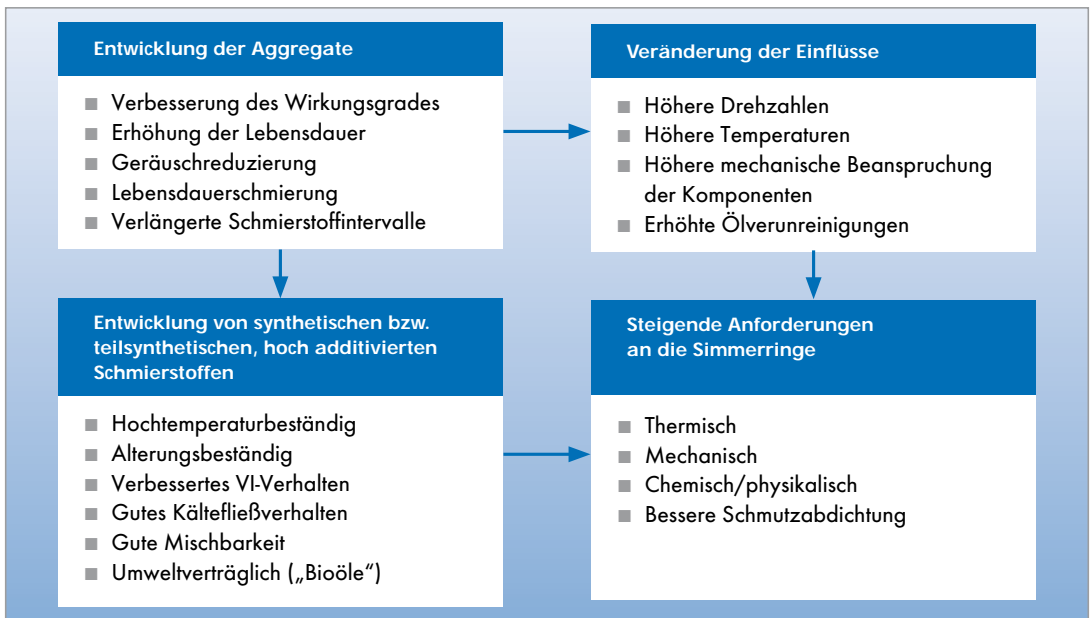 Entwicklung der Aggregate
■ Verbesserung des Wirkungsgrades
■ Erhöhung der Lebensdauer
■ Geräuschreduzierung
■ Lebensdauerschmierung
■ Verlängerte Schmierstoffintervalle
Veränderung der Einflüsse
■ Höhere Drehzahlen
■ Höhere Temperaturen
■ Höhere mechanische Beanspruchung
der Komponenten
■ Erhöhte Ölverunreinigungen
Entwicklung von synthetischen bzw.
teilsynthetischen, hoch additivierten
Schmierstoffen
■ Hochtemperaturbeständig
■ Alterungsbeständig
■ Verbessertes VI-Verhalten
■ Gutes Kältefließverhalten
■ Gute Mischbarkeit
■ Umweltverträglich („Bioöle“)
Steigende Anforderungen
an die Simmerringe
■ Thermisch
■ Mechanisch
■ Chemisch/physikalisch
■ Bessere Schmutzabdichtung